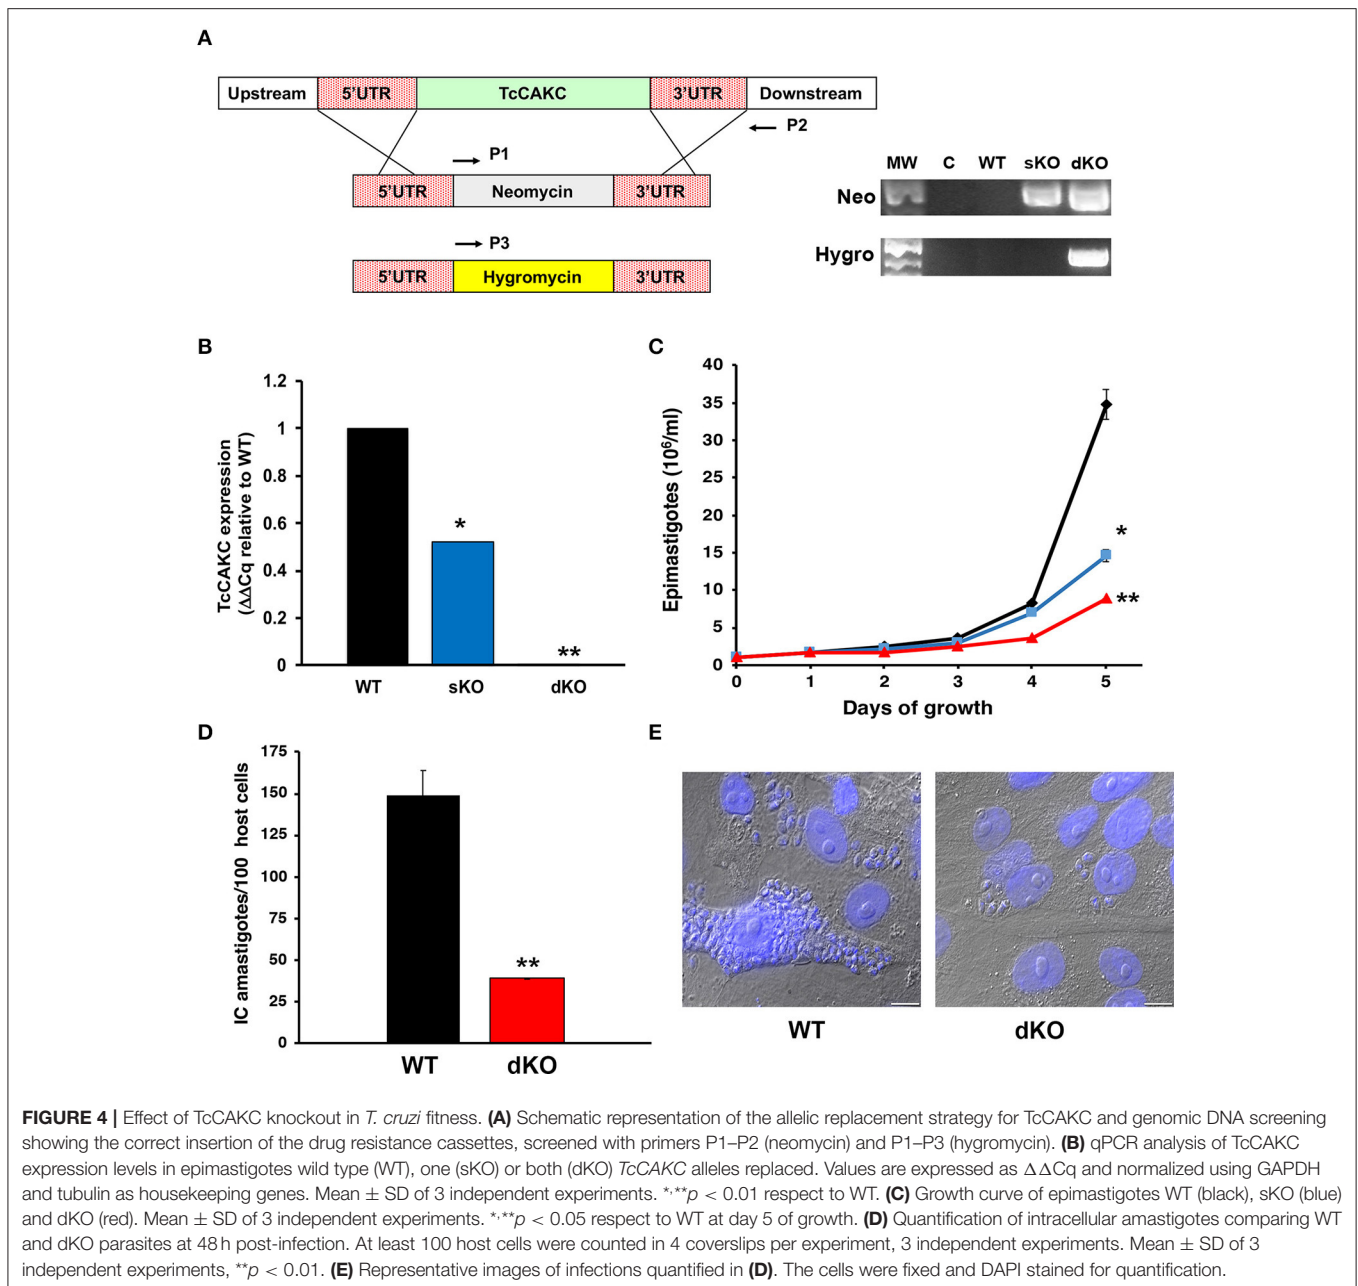 A
Upstream 5'UTR TcCAKC 3'UTR Downstream
P2
P1
5'UTR Neomycin 3'UTR
P3
5'UTR Hygromycin 3'UTR
MW C WT sKO dKO
Neo
Hygro
B
TcCAKC expression
(ΔΔCq relative to WT)
1.2
1
0.8
0.6
0.4
0.2
0
*
**
WT sKO dKO
C
Epimastigotes (10⁶/ml)
40
35
30
25
20
15
10
5
0
*
**
0 1 2 3 4 5
Days of growth
D
IC amastigotes/100 host cells
175
150
125
100
75
50
25
0
**
WT dKO
E
WT dKO
FIGURE 4 | Effect of TcCAKC knockout in T. cruzi fitness. (A) Schematic representation of the allelic replacement strategy for TcCAKC and genomic DNA screening
showing the correct insertion of the drug resistance cassettes, screened with primers P1–P2 (neomycin) and P1–P3 (hygromycin). (B) qPCR analysis of TcCAKC
expression levels in epimastigotes wild type (WT), one (sKO) or both (dKO) TcCAKC alleles replaced. Values are expressed as ΔΔCq and normalized using GAPDH
and tubulin as housekeeping genes. Mean ± SD of 3 independent experiments. *,**p < 0.01 respect to WT. (C) Growth curve of epimastigotes WT (black), sKO (blue)
and dKO (red). Mean ± SD of 3 independent experiments. *,**p < 0.05 respect to WT at day 5 of growth. (D) Quantification of intracellular amastigotes comparing WT
and dKO parasites at 48 h post-infection. At least 100 host cells were counted in 4 coverslips per experiment, 3 independent experiments. Mean ± SD of 3
independent experiments, **p < 0.01. (E) Representative images of infections quantified in (D). The cells were fixed and DAPI stained for quantification.